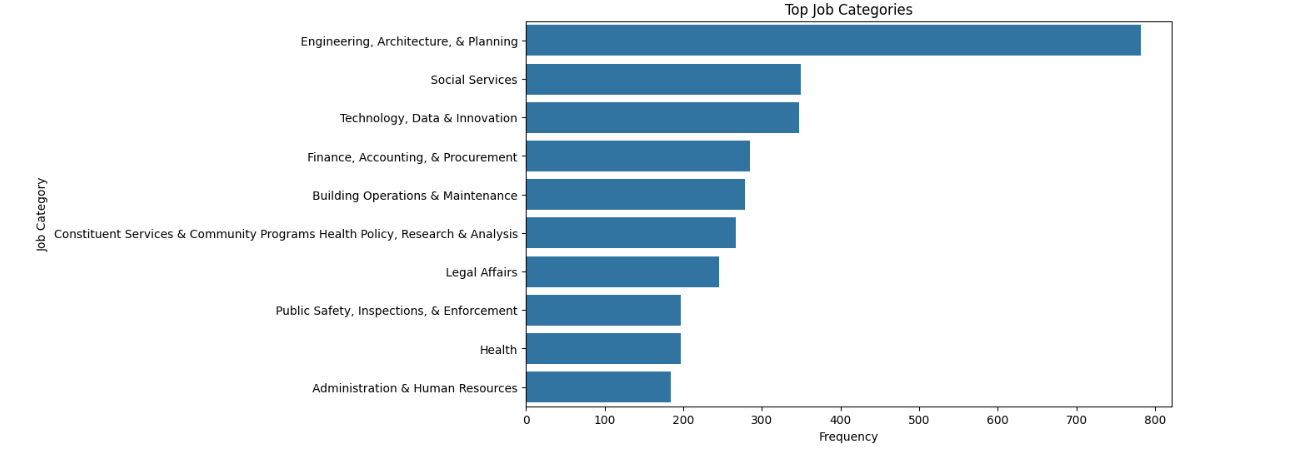 Top Job Categories
Engineering, Architecture, & Planning
Social Services
Technology, Data & Innovation
Finance, Accounting, & Procurement
Building Operations & Maintenance
Constituent Services & Community Programs Health Policy, Research & Analysis
Legal Affairs
Public Safety, Inspections, & Enforcement
Health
Administration & Human Resources
Job Category
0 100 200 300 400 500 600 700 800
Frequency